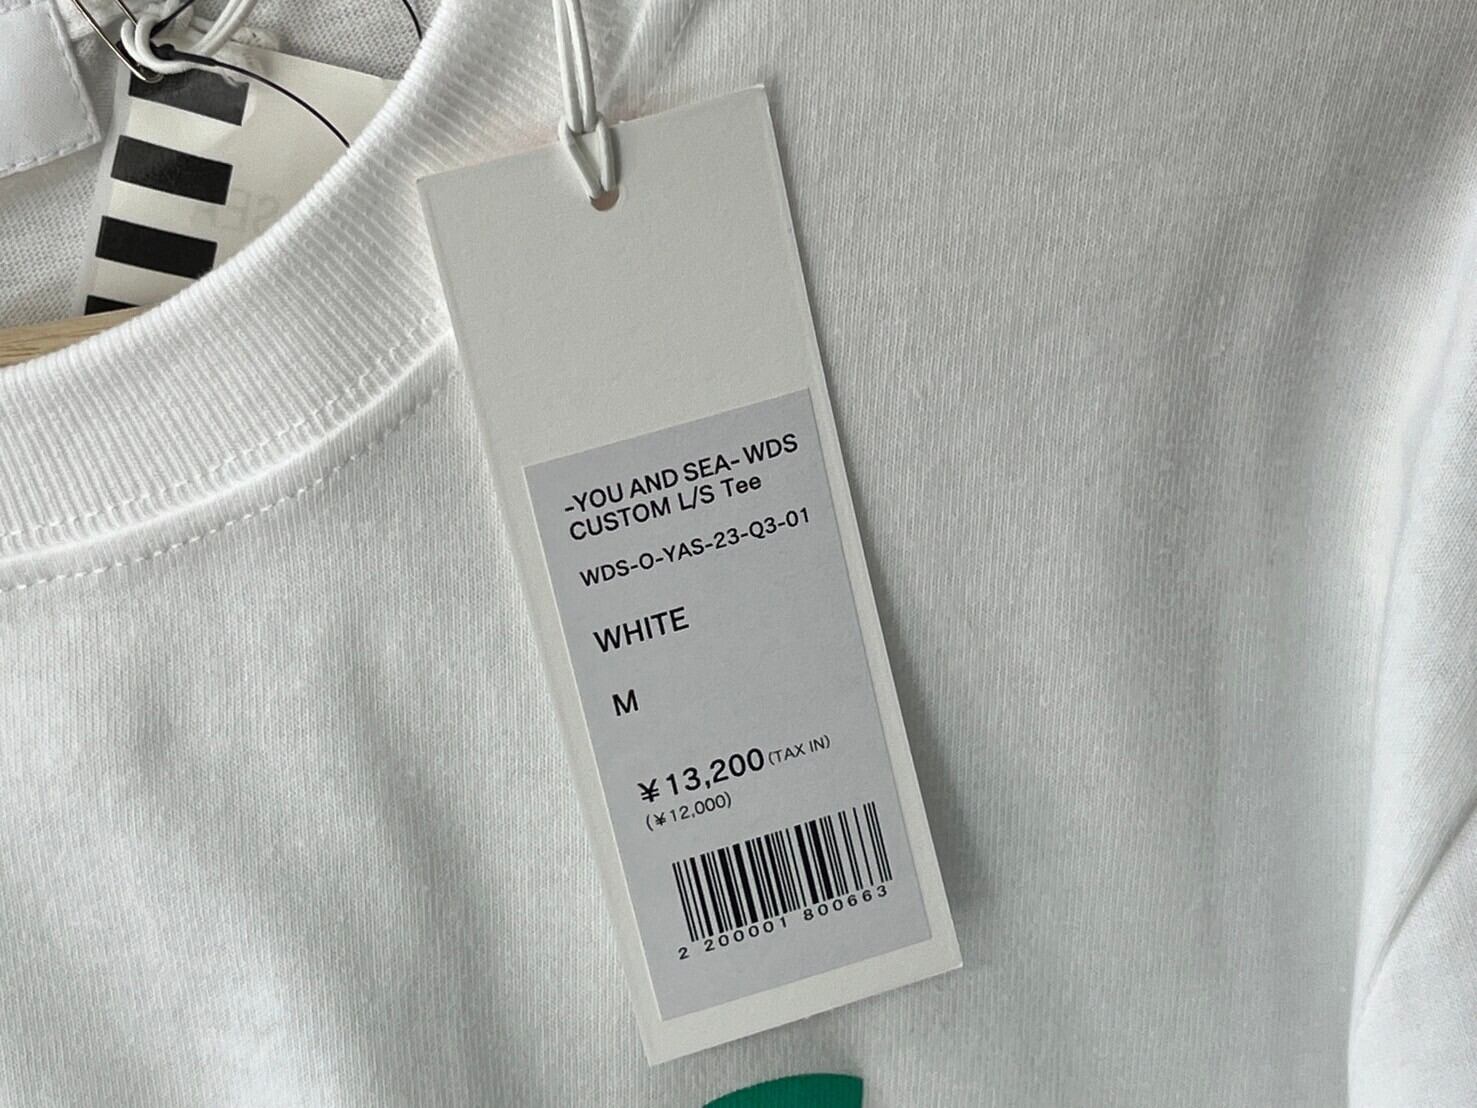 -YOU AND SEA- WDS
CUSTOM L/S Tee
WDS-O-YAS-23-Q3-01
WHITE
M
¥13,200 (TAX IN)
(¥12,000)
2 200001 800663